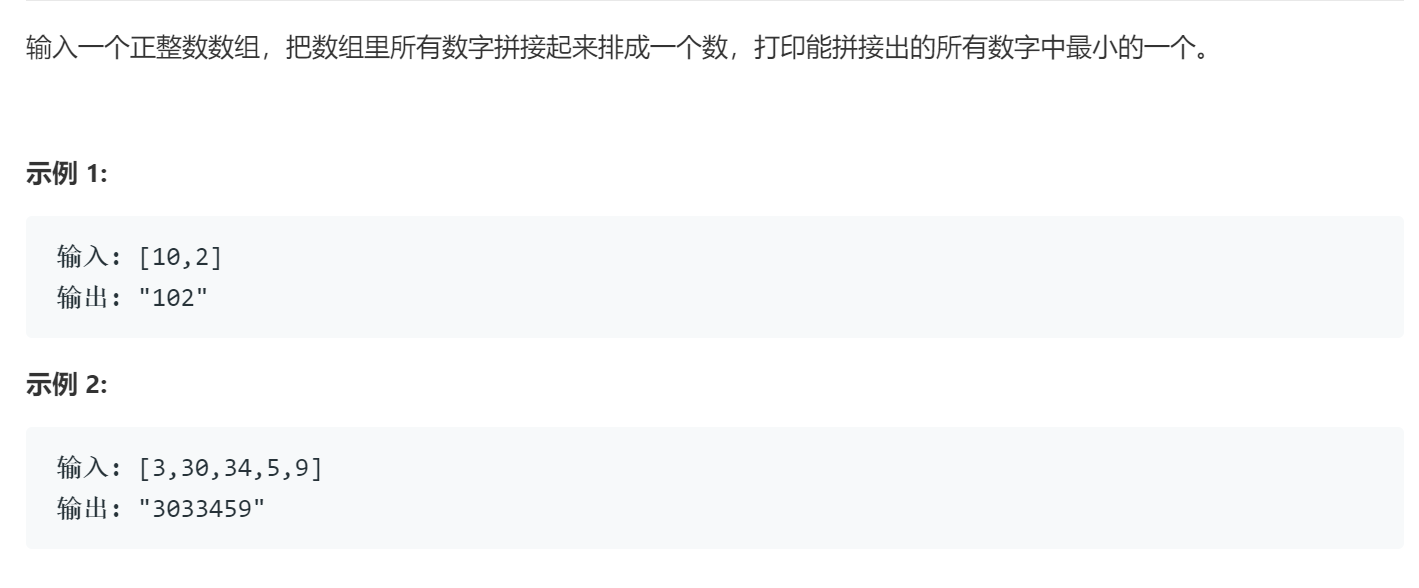 输入一个正整数数组，把数组里所有数字拼接起来排成一个数，打印能拼接出的所有数字中最小的一个。
示例 1:
输入: [10,2]
输出: "102"
示例 2:
输入: [3,30,34,5,9]
输出: "3033459"